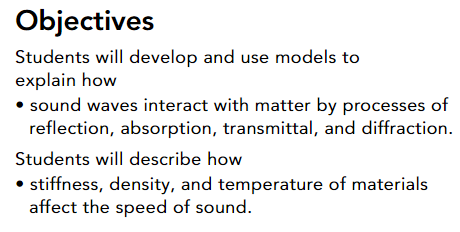 Objectives
Students will develop and use models to
explain how
• sound waves interact with matter by processes of
reflection, absorption, transmittal, and diffraction.
Students will describe how
• stiffness, density, and temperature of materials
affect the speed of sound.